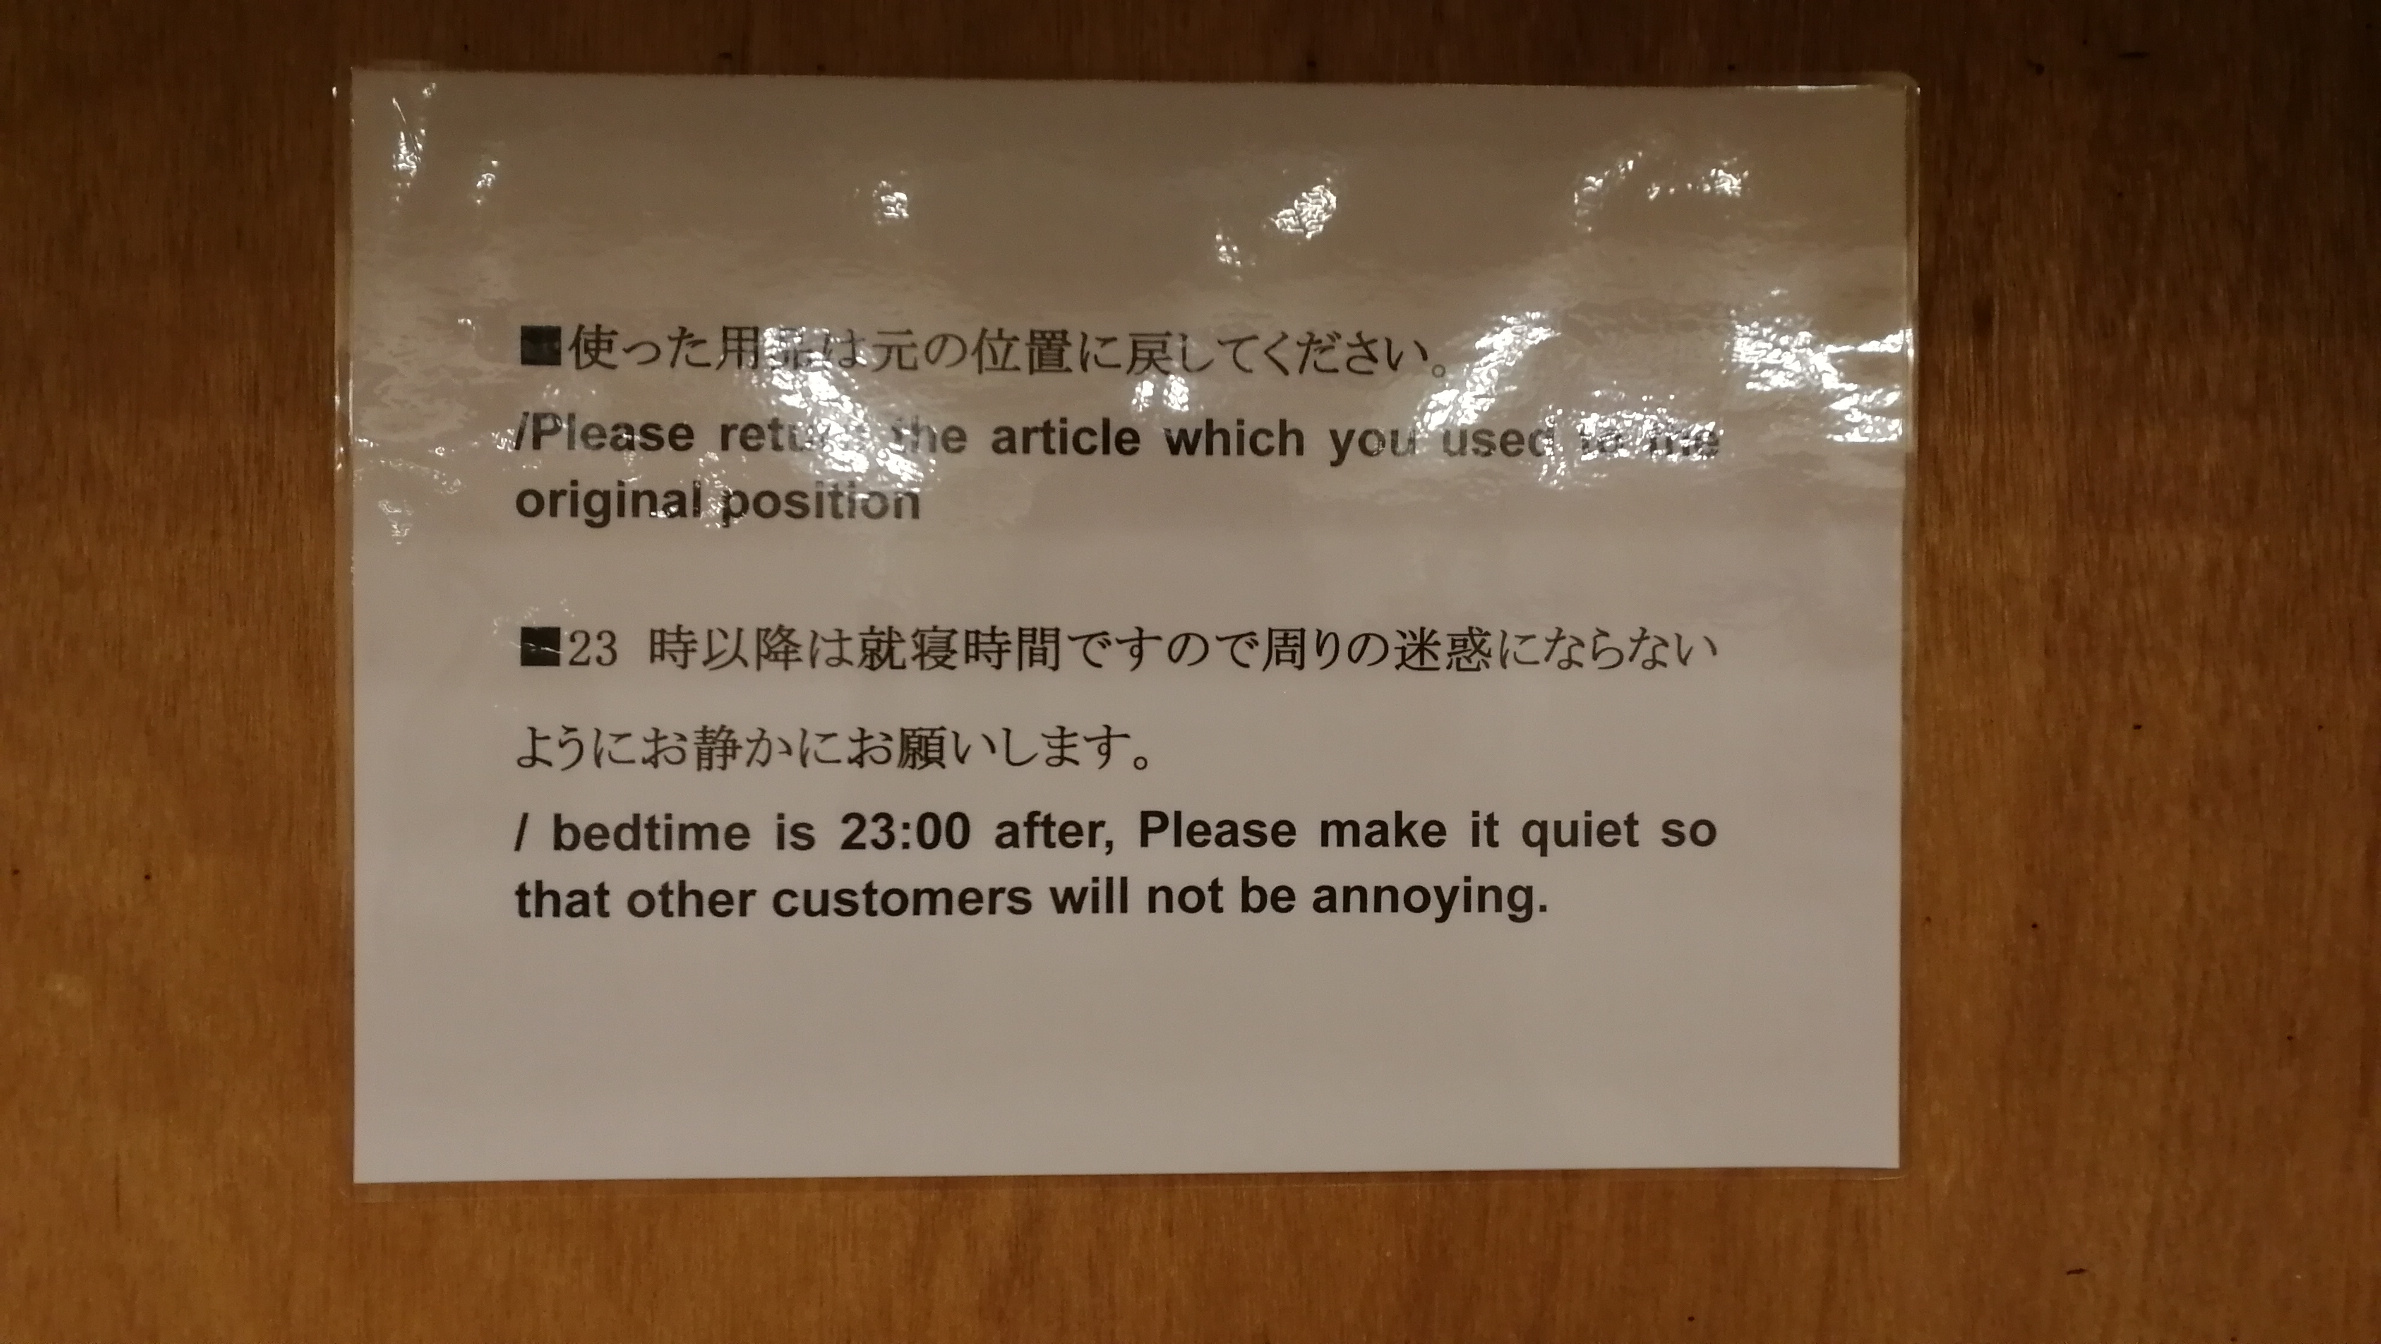 ■使った用品は元の位置に戻してください。
/Please return the article which you used to the
original position
■23 時以降は就寝時間ですので周りの迷惑にならない
ようにお静かにお願いします。
/ bedtime is 23:00 after, Please make it quiet so
that other customers will not be annoying.